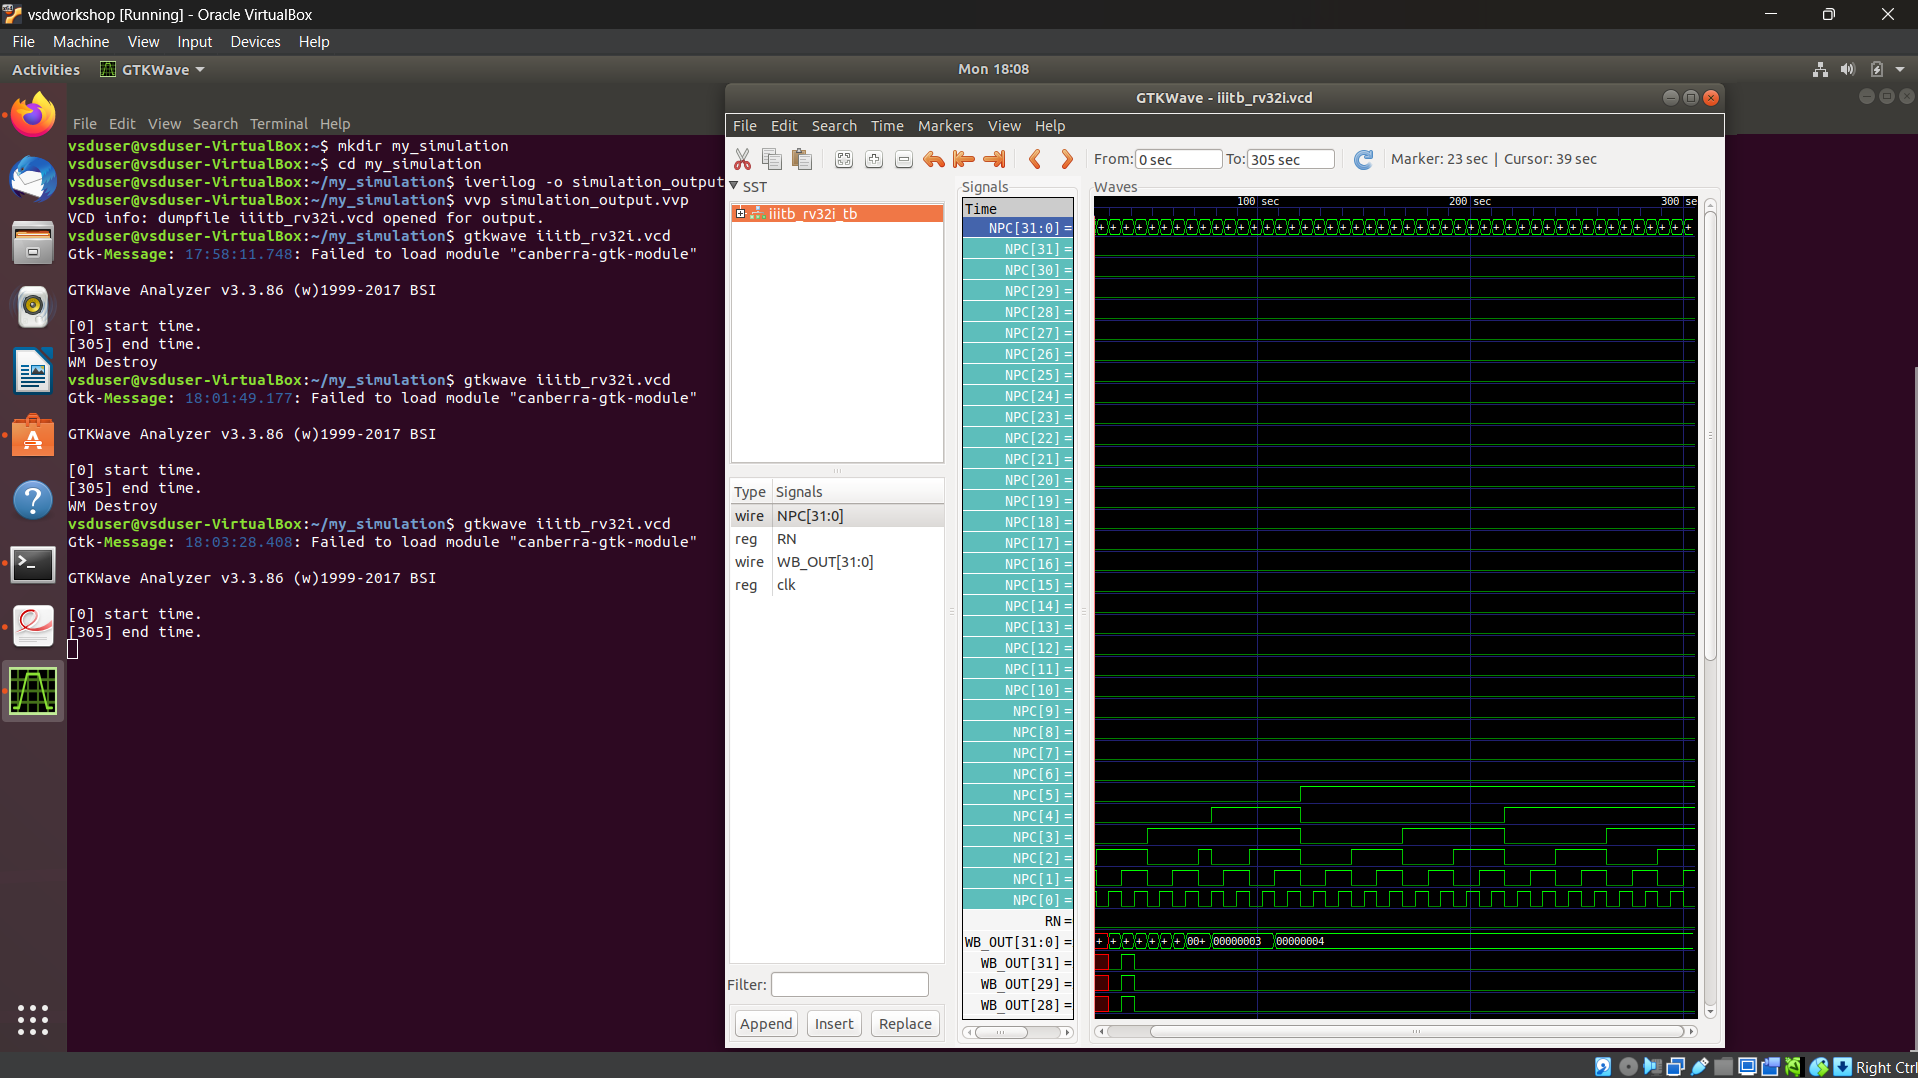 vsdworkshop [Running] - Oracle VirtualBox
File Machine View Input Devices Help
Activities GTKWave Mon 18:08
File Edit View Search Terminal Help
vsduser@vsduser-VirtualBox:~$ mkdir my_simulation
vsduser@vsduser-VirtualBox:~$ cd my_simulation
vsduser@vsduser-VirtualBox:~/my_simulation$ iverilog -o simulation_output
vsduser@vsduser-VirtualBox:~/my_simulation$ vvp simulation_output.vvp
VCD info: dumpfile iiitb_rv32i.vcd opened for output.
vsduser@vsduser-VirtualBox:~/my_simulation$ gtkwave iiitb_rv32i.vcd
Gtk-Message: 17:58:11.748: Failed to load module "canberra-gtk-module"
GTKWave Analyzer v3.3.86 (w)1999-2017 BSI
[0] start time.
[305] end time.
WM Destroy
vsduser@vsduser-VirtualBox:~/my_simulation$ gtkwave iiitb_rv32i.vcd
Gtk-Message: 18:01:49.177: Failed to load module "canberra-gtk-module"
GTKWave Analyzer v3.3.86 (w)1999-2017 BSI
[0] start time.
[305] end time.
WM Destroy
vsduser@vsduser-VirtualBox:~/my_simulation$ gtkwave iiitb_rv32i.vcd
Gtk-Message: 18:03:28.408: Failed to load module "canberra-gtk-module"
GTKWave Analyzer v3.3.86 (w)1999-2017 BSI
[0] start time.
[305] end time.
GTKWave - iiitb_rv32i.vcd
File Edit Search Time Markers View Help
From: 0 sec To: 305 sec Marker: 23 sec | Cursor: 39 sec
SST
iiitb_rv32i_tb
Type Signals
wire NPC[31:0]
reg RN
wire WB_OUT[31:0]
reg clk
Filter:
Append Insert Replace
Signals
Time
NPC[31:0] =
NPC[31] =
NPC[30] =
NPC[29] =
NPC[28] =
NPC[27] =
NPC[26] =
NPC[25] =
NPC[24] =
NPC[23] =
NPC[22] =
NPC[21] =
NPC[20] =
NPC[19] =
NPC[18] =
NPC[17] =
NPC[16] =
NPC[15] =
NPC[14] =
NPC[13] =
NPC[12] =
NPC[11] =
NPC[10] =
NPC[9] =
NPC[8] =
NPC[7] =
NPC[6] =
NPC[5] =
NPC[4] =
NPC[3] =
NPC[2] =
NPC[1] =
NPC[0] =
RN =
WB_OUT[31:0] =
WB_OUT[31] =
WB_OUT[29] =
WB_OUT[28] =
Waves
100 sec 200 sec 300 se
+ + + + + + + 00+ 00000003 00000004
Right Ctrl